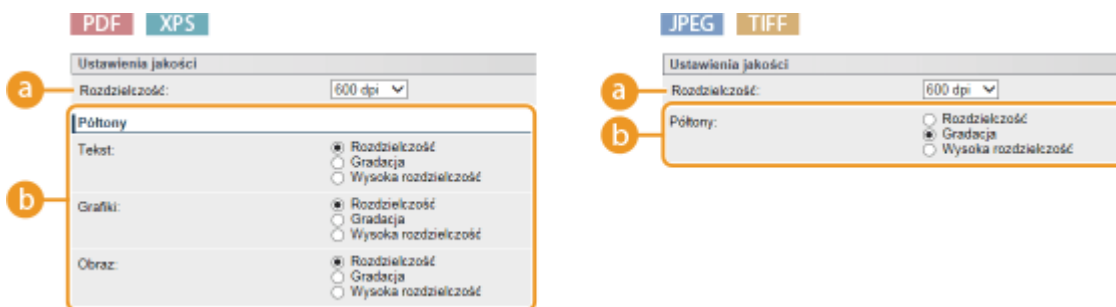 PDF XPS
Ustawienia jakości
a
Rozdzielczość: 600 dpi
b
Półtony
Tekst: Rozdzielczość
Gradacja
Wysoka rozdzielczość
Grafiki: Rozdzielczość
Gradacja
Wysoka rozdzielczość
Obraz: Rozdzielczość
Gradacja
Wysoka rozdzielczość
JPEG TIFF
Ustawienia jakości
a
Rozdzielczość: 600 dpi
b
Półtony: Rozdzielczość
Gradacja
Wysoka rozdzielczość